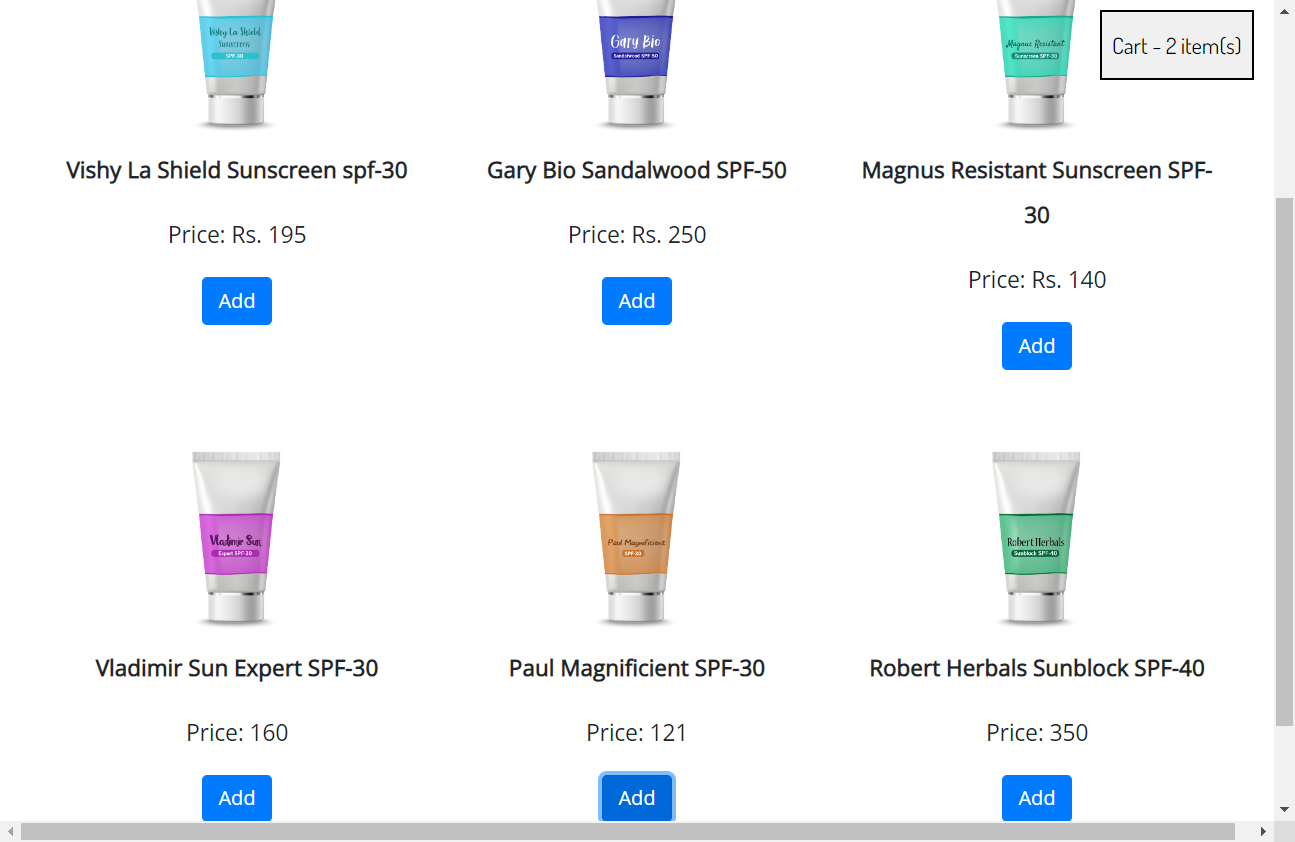 Vishy La Shield
Sunscreen
SPF-30
Gary Bio
Sandalwood SPF-50
Magnus Resistant
Sunscreen SPF-30
Cart - 2 item(s)
Vishy La Shield Sunscreen spf-30
Gary Bio Sandalwood SPF-50
Magnus Resistant Sunscreen SPF-
30
Price: Rs. 195
Price: Rs. 250
Price: Rs. 140
Add
Add
Add
Vladimir Sun
Expert SPF-30
Paul Magnificient
SPF-30
Robert Herbals
Sunblock SPF-40
Vladimir Sun Expert SPF-30
Paul Magnificient SPF-30
Robert Herbals Sunblock SPF-40
Price: 160
Price: 121
Price: 350
Add
Add
Add